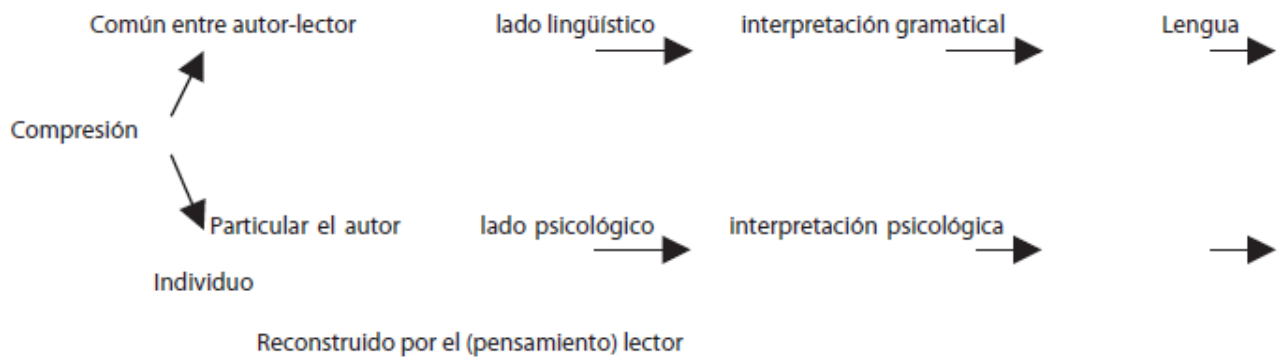 Común entre autor-lector lado lingüístico interpretación gramatical Lengua
Compresión
Particular el autor lado psicológico interpretación psicológica
Individuo
Reconstruido por el (pensamiento) lector